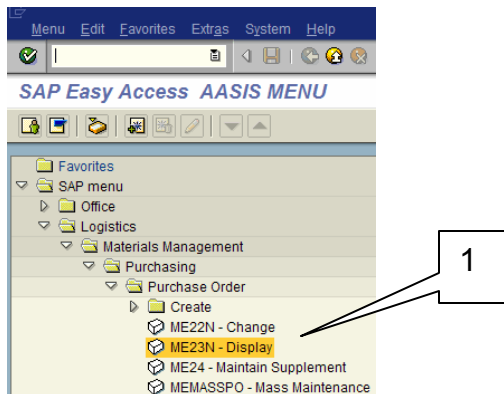 Menu Edit Favorites Extras System Help
SAP Easy Access AASIS MENU
Favorites
SAP menu
Office
Logistics
Materials Management
Purchasing
Purchase Order
Create
ME22N - Change
ME23N - Display
ME24 - Maintain Supplement
MEMASSPO - Mass Maintenance
1